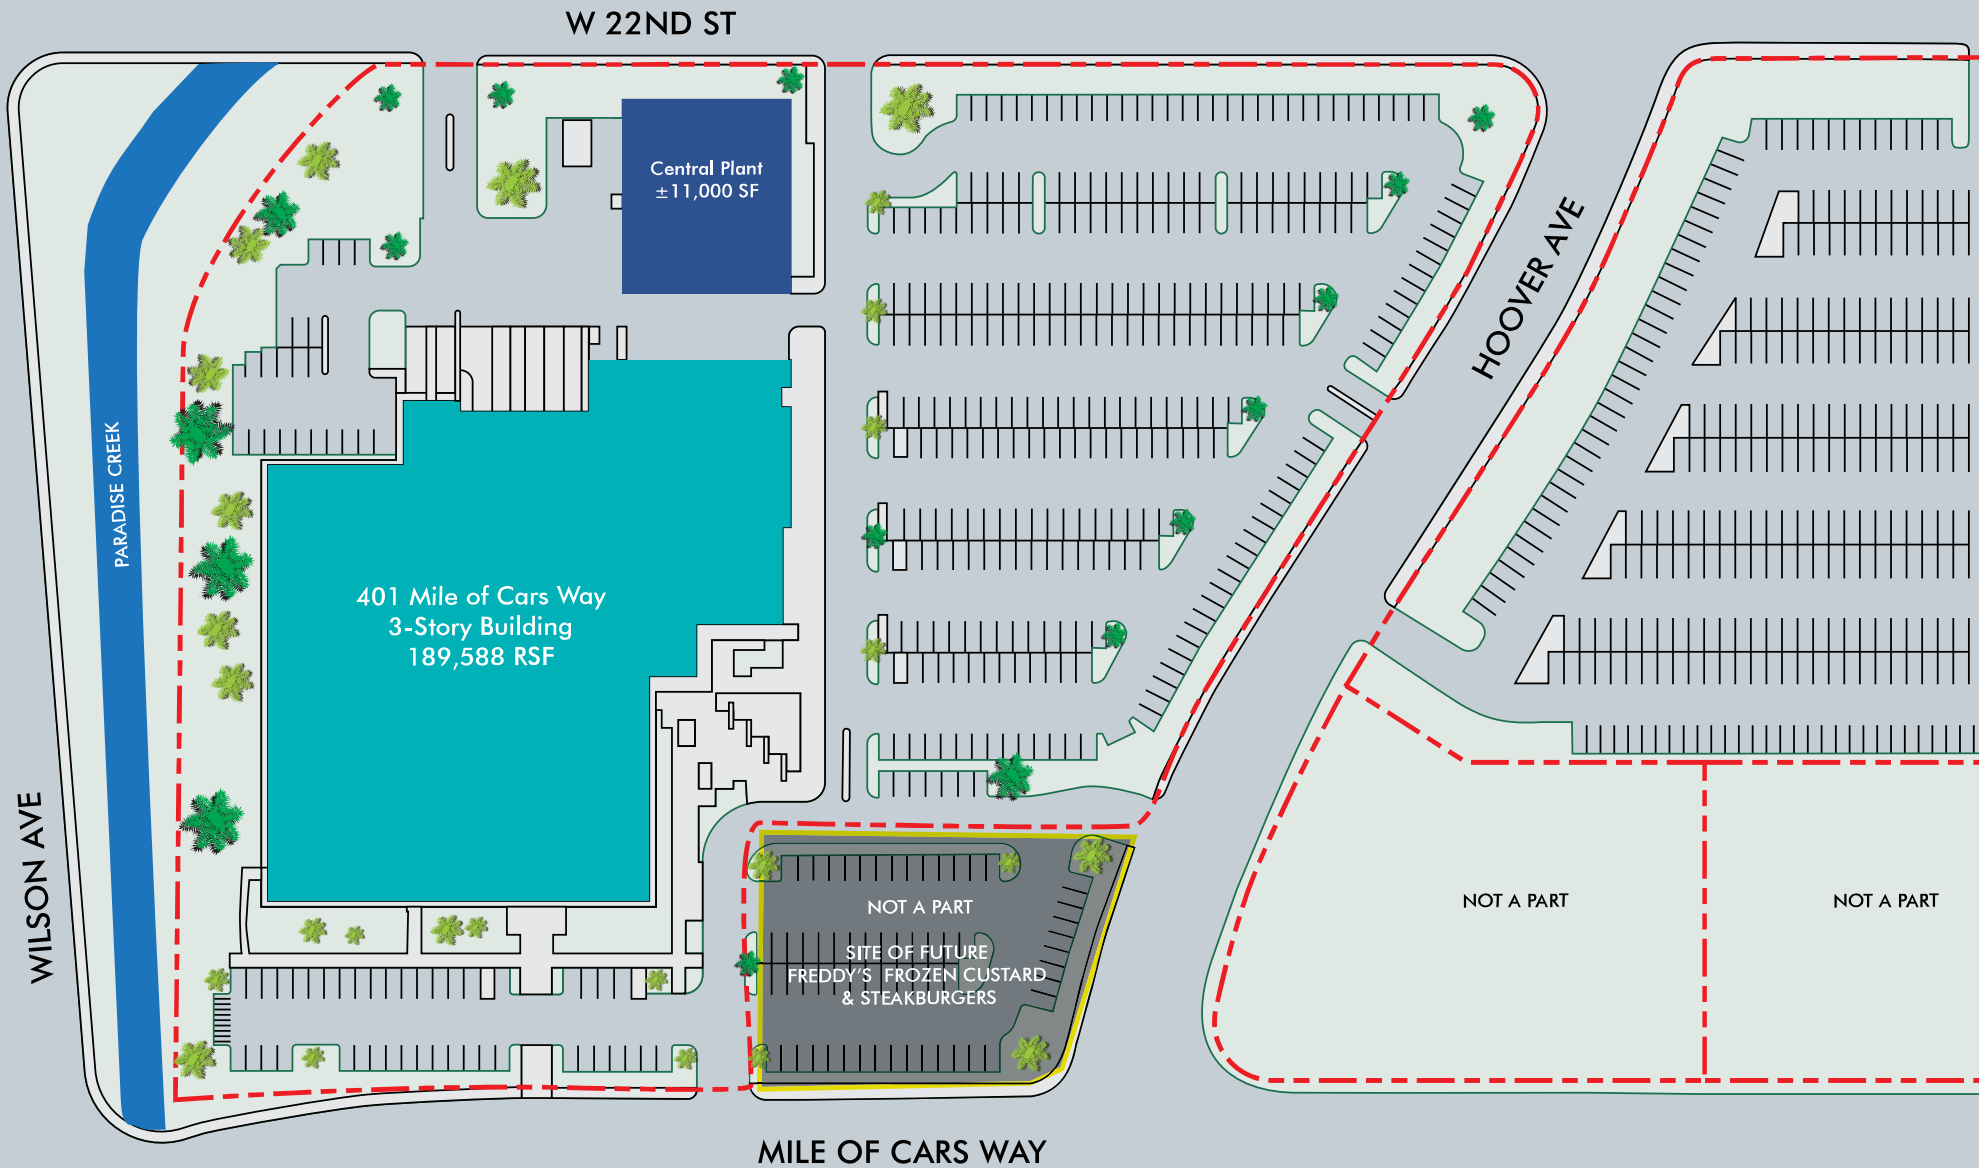 W 22ND ST
Central Plant
±11,000 SF
HOOVER AVE
PARADISE CREEK
401 Mile of Cars Way
3-Story Building
189,588 RSF
WILSON AVE
NOT A PART
SITE OF FUTURE
FREDDY'S FROZEN CUSTARD
& STEAKBURGERS
NOT A PART
NOT A PART
MILE OF CARS WAY